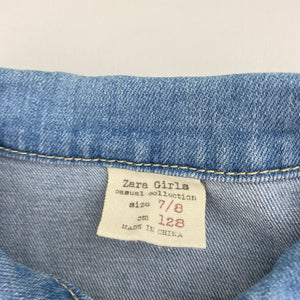 Zara Girls
casual collection
size 7/8
cm 128
MADE IN CHINA